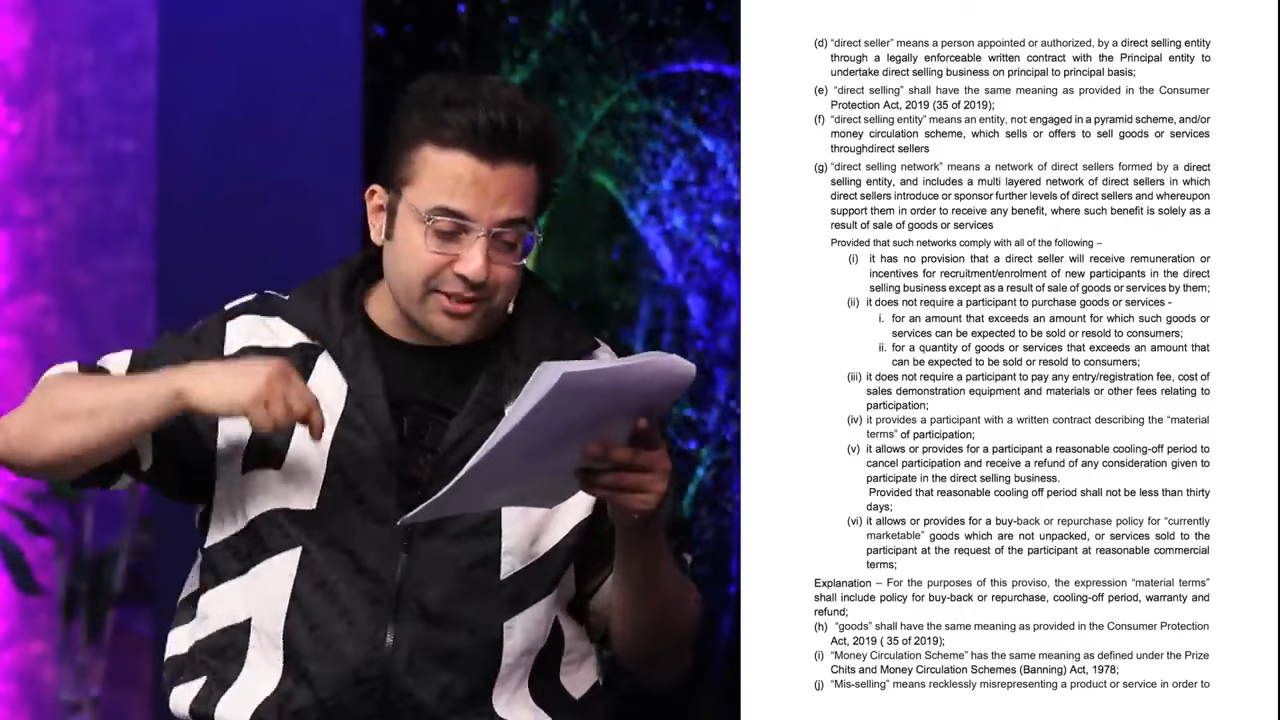 (d) “direct seller” means a person appointed or authorized, by a direct selling entity
through a legally enforceable written contract with the Principal entity to
undertake direct selling business on principal to principal basis;
(e) “direct selling” shall have the same meaning as provided in the Consumer
Protection Act, 2019 (35 of 2019);
(f) “direct selling entity” means an entity, not engaged in a pyramid scheme, and/or
money circulation scheme, which sells or offers to sell goods or services
throughdirect sellers
(g) “direct selling network” means a network of direct sellers formed by a direct
selling entity, and includes a multi layered network of direct sellers in which
direct sellers introduce or sponsor further levels of direct sellers and whereupon
support them in order to receive any benefit, where such benefit is solely as a
result of sale of goods or services
Provided that such networks comply with all of the following –
(i) it has no provision that a direct seller will receive remuneration or
incentives for recruitment/enrolment of new participants in the direct
selling business except as a result of sale of goods or services by them;
(ii) it does not require a participant to purchase goods or services -
i. for an amount that exceeds an amount for which such goods or
services can be expected to be sold or resold to consumers;
ii. for a quantity of goods or services that exceeds an amount that
can be expected to be sold or resold to consumers;
(iii) it does not require a participant to pay any entry/registration fee, cost of
sales demonstration equipment and materials or other fees relating to
participation;
(iv) it provides a participant with a written contract describing the “material
terms” of participation;
(v) it allows or provides for a participant a reasonable cooling-off period to
cancel participation and receive a refund of any consideration given to
participate in the direct selling business.
Provided that reasonable cooling off period shall not be less than thirty
days;
(vi) it allows or provides for a buy-back or repurchase policy for “currently
marketable” goods which are not unpacked, or services sold to the
participant at the request of the participant at reasonable commercial
terms;
Explanation – For the purposes of this proviso, the expression “material terms”
shall include policy for buy-back or repurchase, cooling-off period, warranty and
refund;
(h) “goods” shall have the same meaning as provided in the Consumer Protection
Act, 2019 ( 35 of 2019);
(i) “Money Circulation Scheme” has the same meaning as defined under the Prize
Chits and Money Circulation Schemes (Banning) Act, 1978;
(j) “Mis-selling” means recklessly misrepresenting a product or service in order to